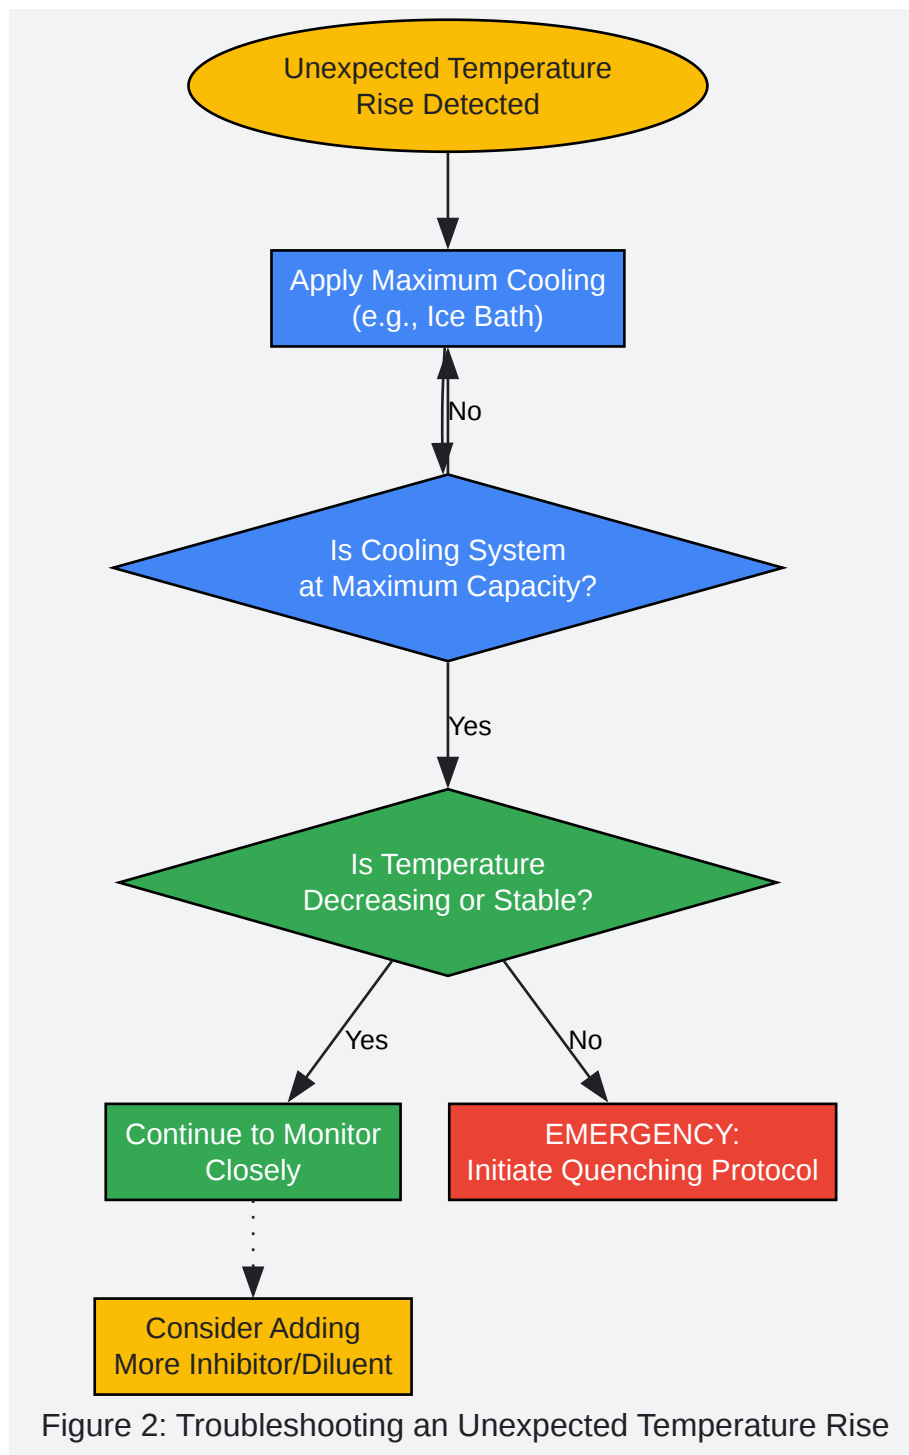 Unexpected Temperature
Rise Detected
Apply Maximum Cooling
(e.g., Ice Bath)
No
Is Cooling System
at Maximum Capacity?
Yes
Is Temperature
Decreasing or Stable?
Yes
No
Continue to Monitor
Closely
EMERGENCY:
Initiate Quenching Protocol
Consider Adding
More Inhibitor/Diluent
Figure 2: Troubleshooting an Unexpected Temperature Rise